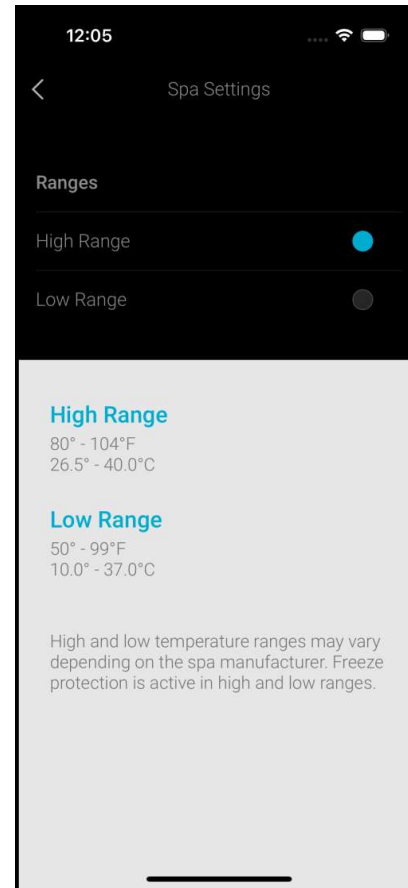 12:05
Spa Settings
Ranges
High Range
Low Range
High Range
80° - 104°F
26.5° - 40.0°C
Low Range
50° - 99°F
10.0° - 37.0°C
High and low temperature ranges may vary
depending on the spa manufacturer. Freeze
protection is active in high and low ranges.